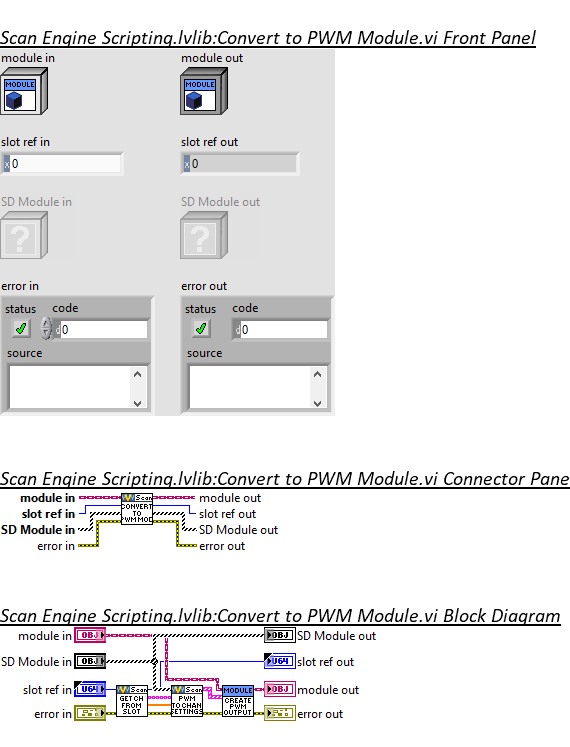 Scan Engine Scripting.lvlib:Convert to PWM Module.vi Front Panel
module in module out
MODULE MODULE
slot ref in slot ref out
x 0 x 0
SD Module in SD Module out
? ?
error in error out
status code status code
d 0 d 0
source source
Scan Engine Scripting.lvlib:Convert to PWM Module.vi Connector Pane
module in Scan module out
slot ref in CONVERT slot ref out
TO
SD Module in PWM MOD SD Module out
error in error out
Scan Engine Scripting.lvlib:Convert to PWM Module.vi Block Diagram
module in OBJ OBJ SD Module out
SD Module in OBJ U64 slot ref out
slot ref in U64 Scan Scan MODULE OBJ module out
GET CH PWM CREATE
FROM TO CHAN PWM
SLOT SETTINGS OUTPUT
error in error out